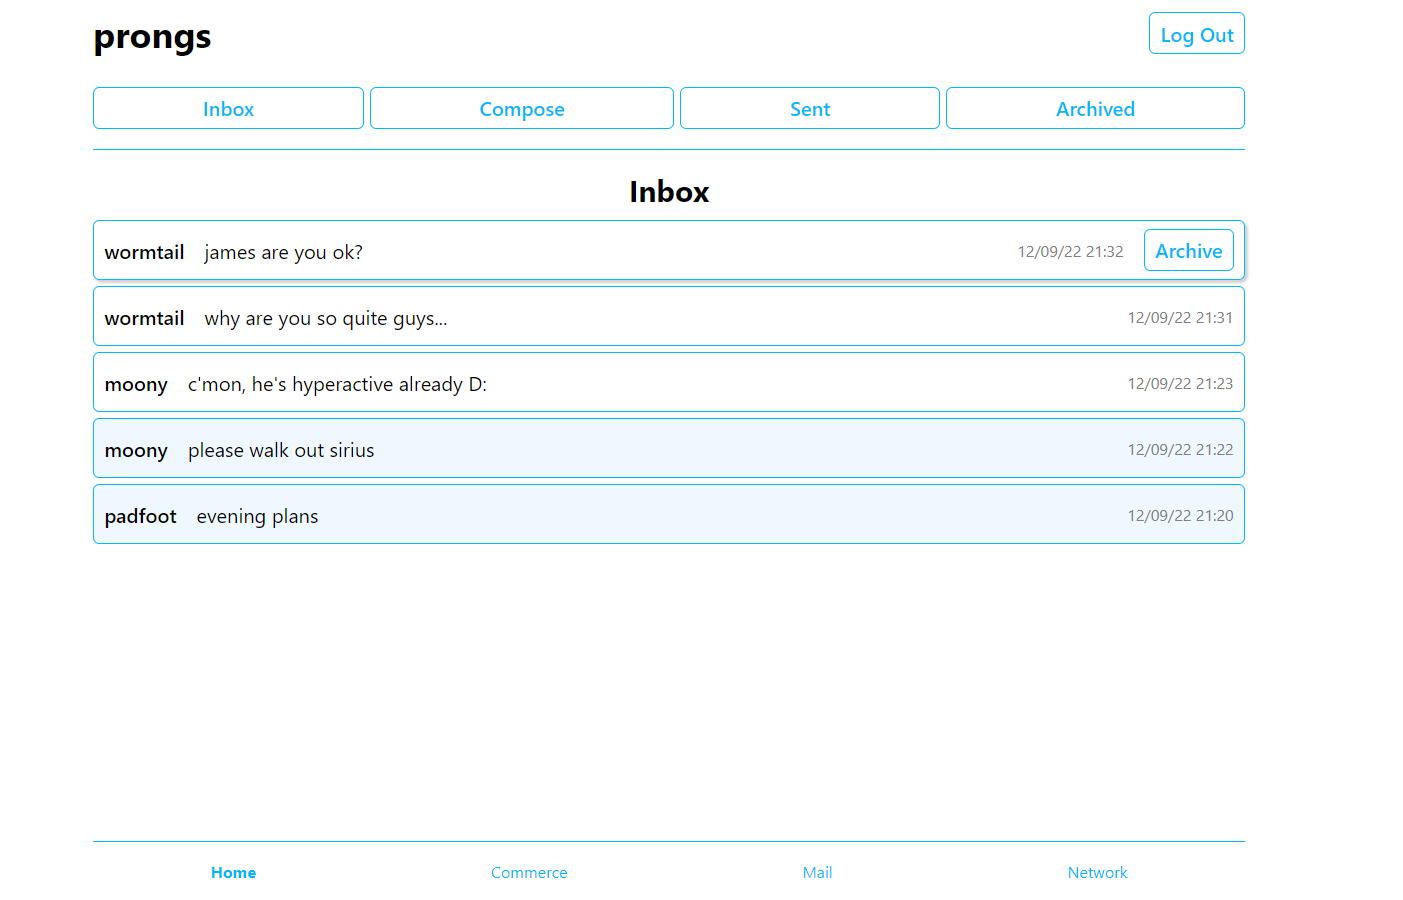 prongs Log Out
Inbox Compose Sent Archived
Inbox
wormtail james are you ok? 12/09/22 21:32 Archive
wormtail why are you so quite guys... 12/09/22 21:31
moony c'mon, he's hyperactive already D: 12/09/22 21:23
moony please walk out sirius 12/09/22 21:22
padfoot evening plans 12/09/22 21:20
Home Commerce Mail Network